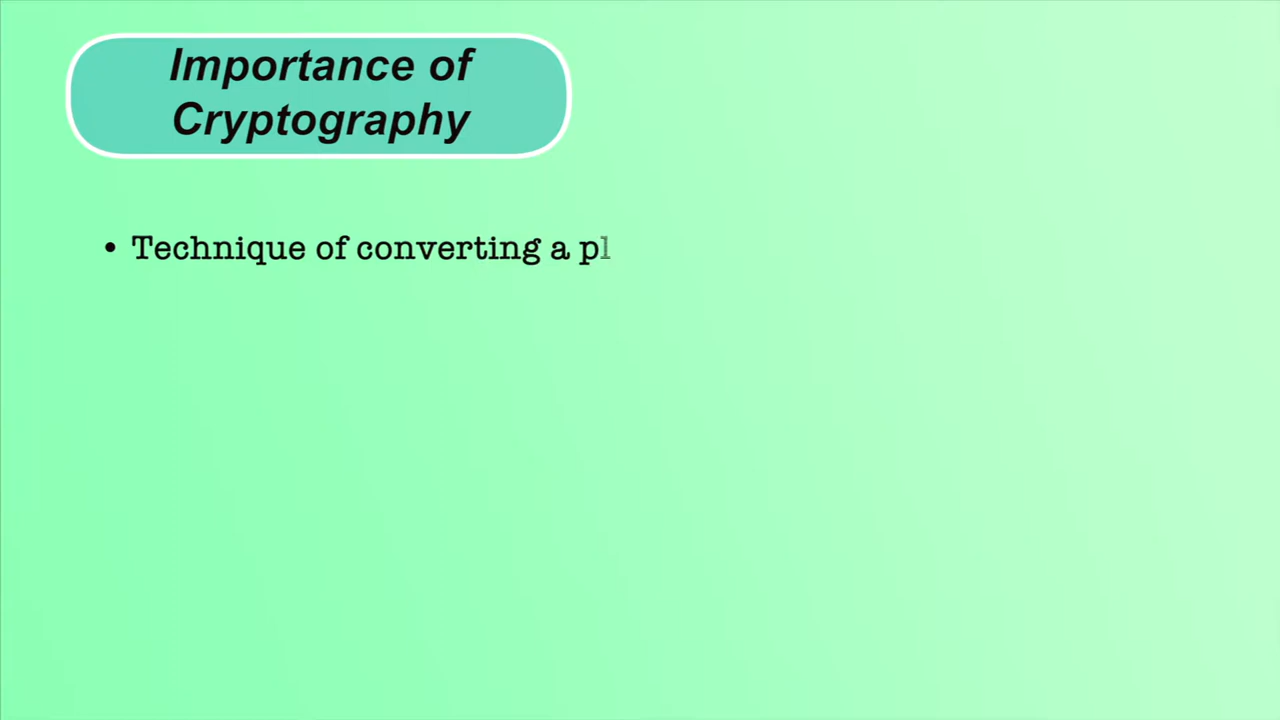 Importance of
Cryptography
• Technique of converting a pl